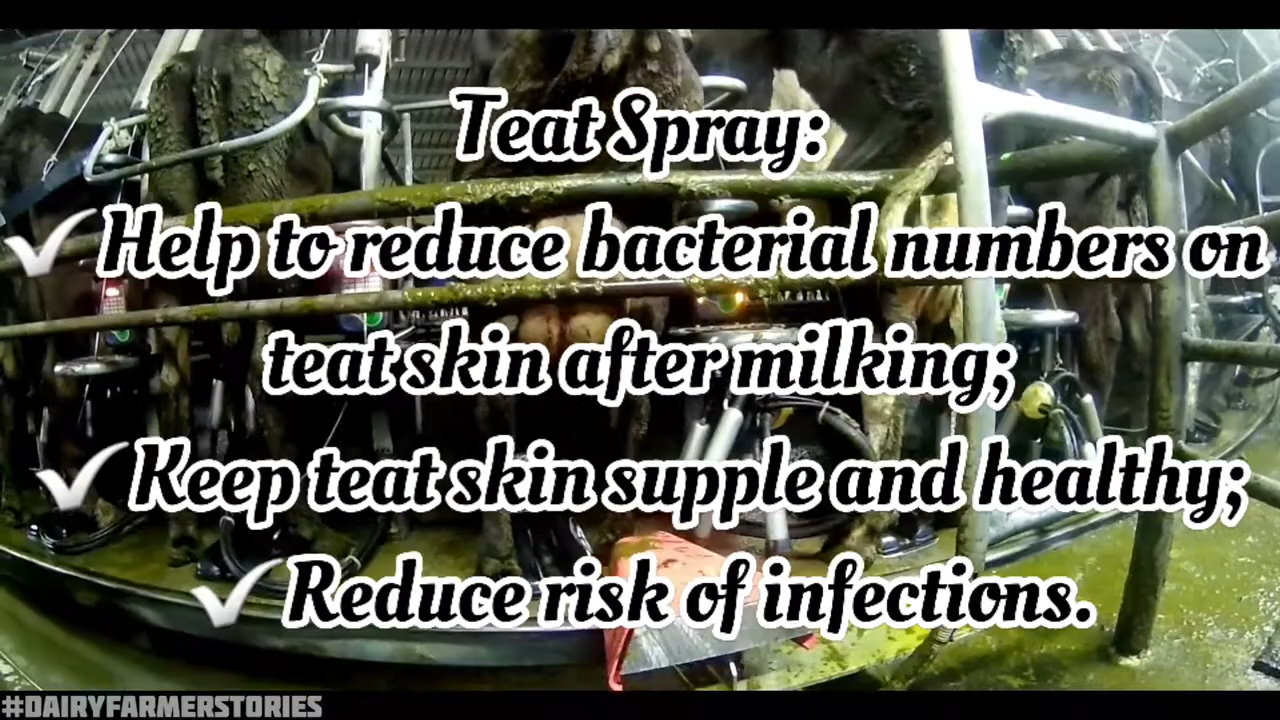 Teat Spray:
✓ Help to reduce bacterial numbers on
teat skin after milking;
✓ Keep teat skin supple and healthy;
✓ Reduce risk of infections.
#DAIRYFARMERSTORIES